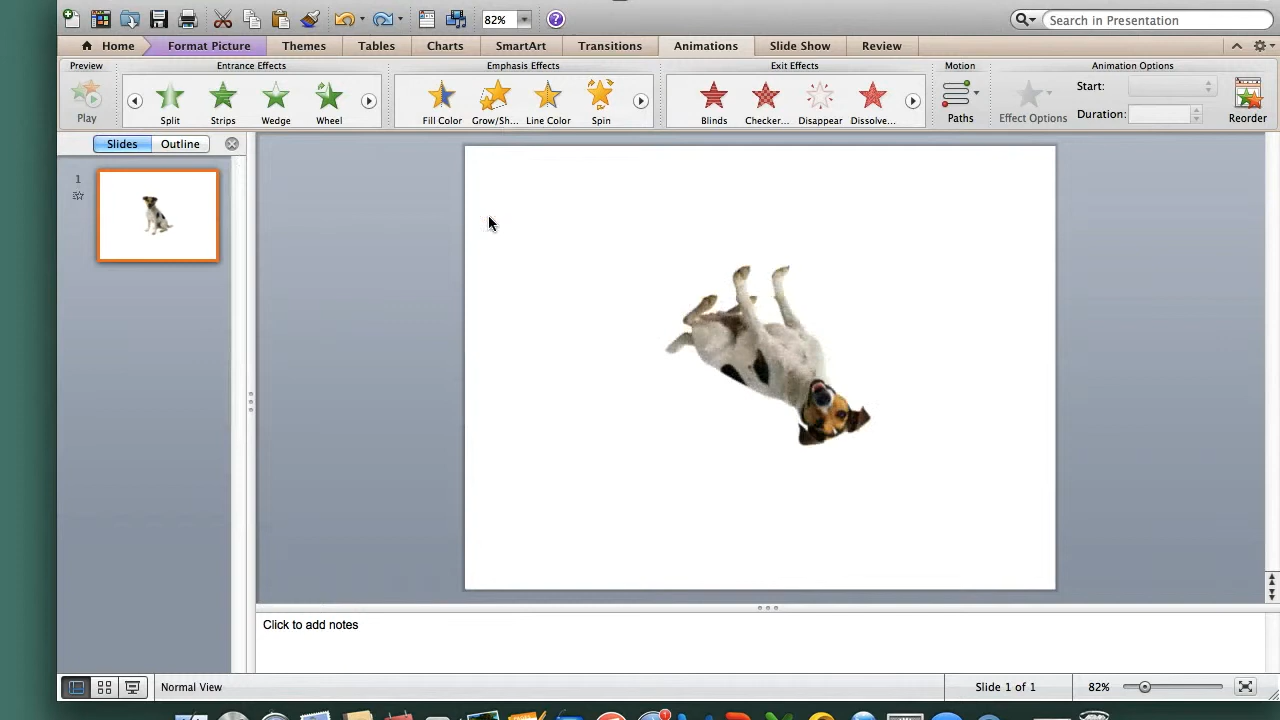 82%
Search in Presentation
Home
Format Picture
Themes
Tables
Charts
SmartArt
Transitions
Animations
Slide Show
Review
Preview
Entrance Effects
Emphasis Effects
Exit Effects
Motion
Animation Options
Play
Split
Strips
Wedge
Wheel
Fill Color
Grow/Sh...
Line Color
Spin
Blinds
Checker...
Disappear
Dissolve...
Paths
Effect Options
Start:
Duration:
Reorder
Slides
Outline
1
Click to add notes
Normal View
Slide 1 of 1
82%